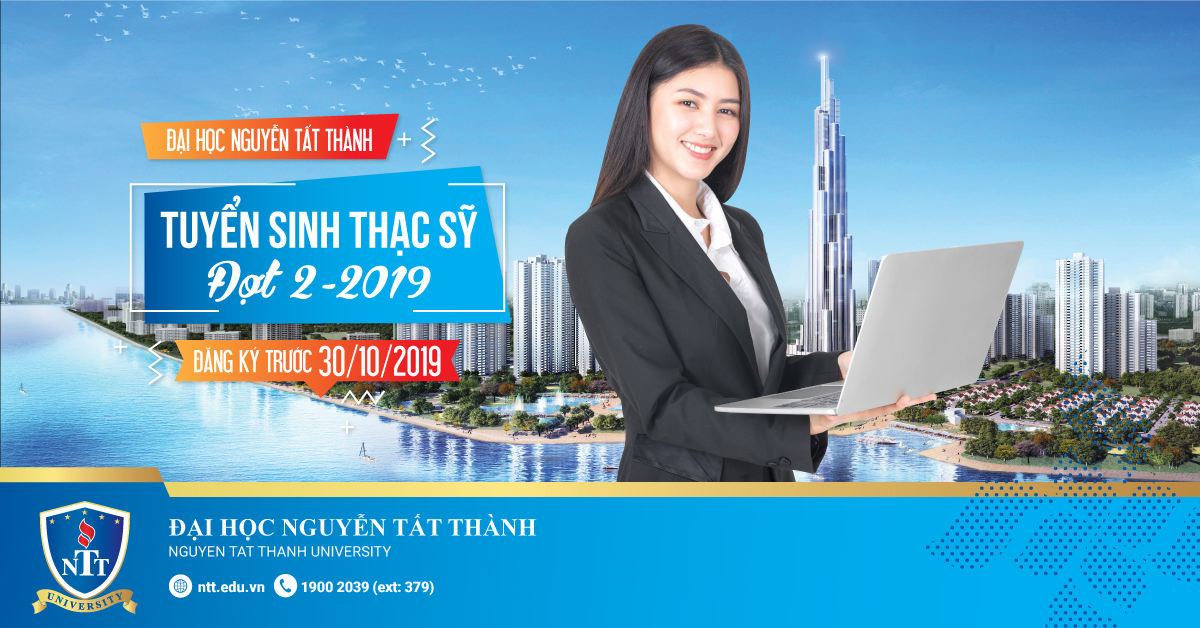 ĐẠI HỌC NGUYỄN TẤT THÀNH
TUYỂN SINH THẠC SỸ
Đợt 2 - 2019
ĐĂNG KÝ TRƯỚC 30/10/2019
NTT
UNIVERSITY
ĐẠI HỌC NGUYỄN TẤT THÀNH
NGUYEN TAT THANH UNIVERSITY
ntt.edu.vn 1900 2039 (ext: 379)